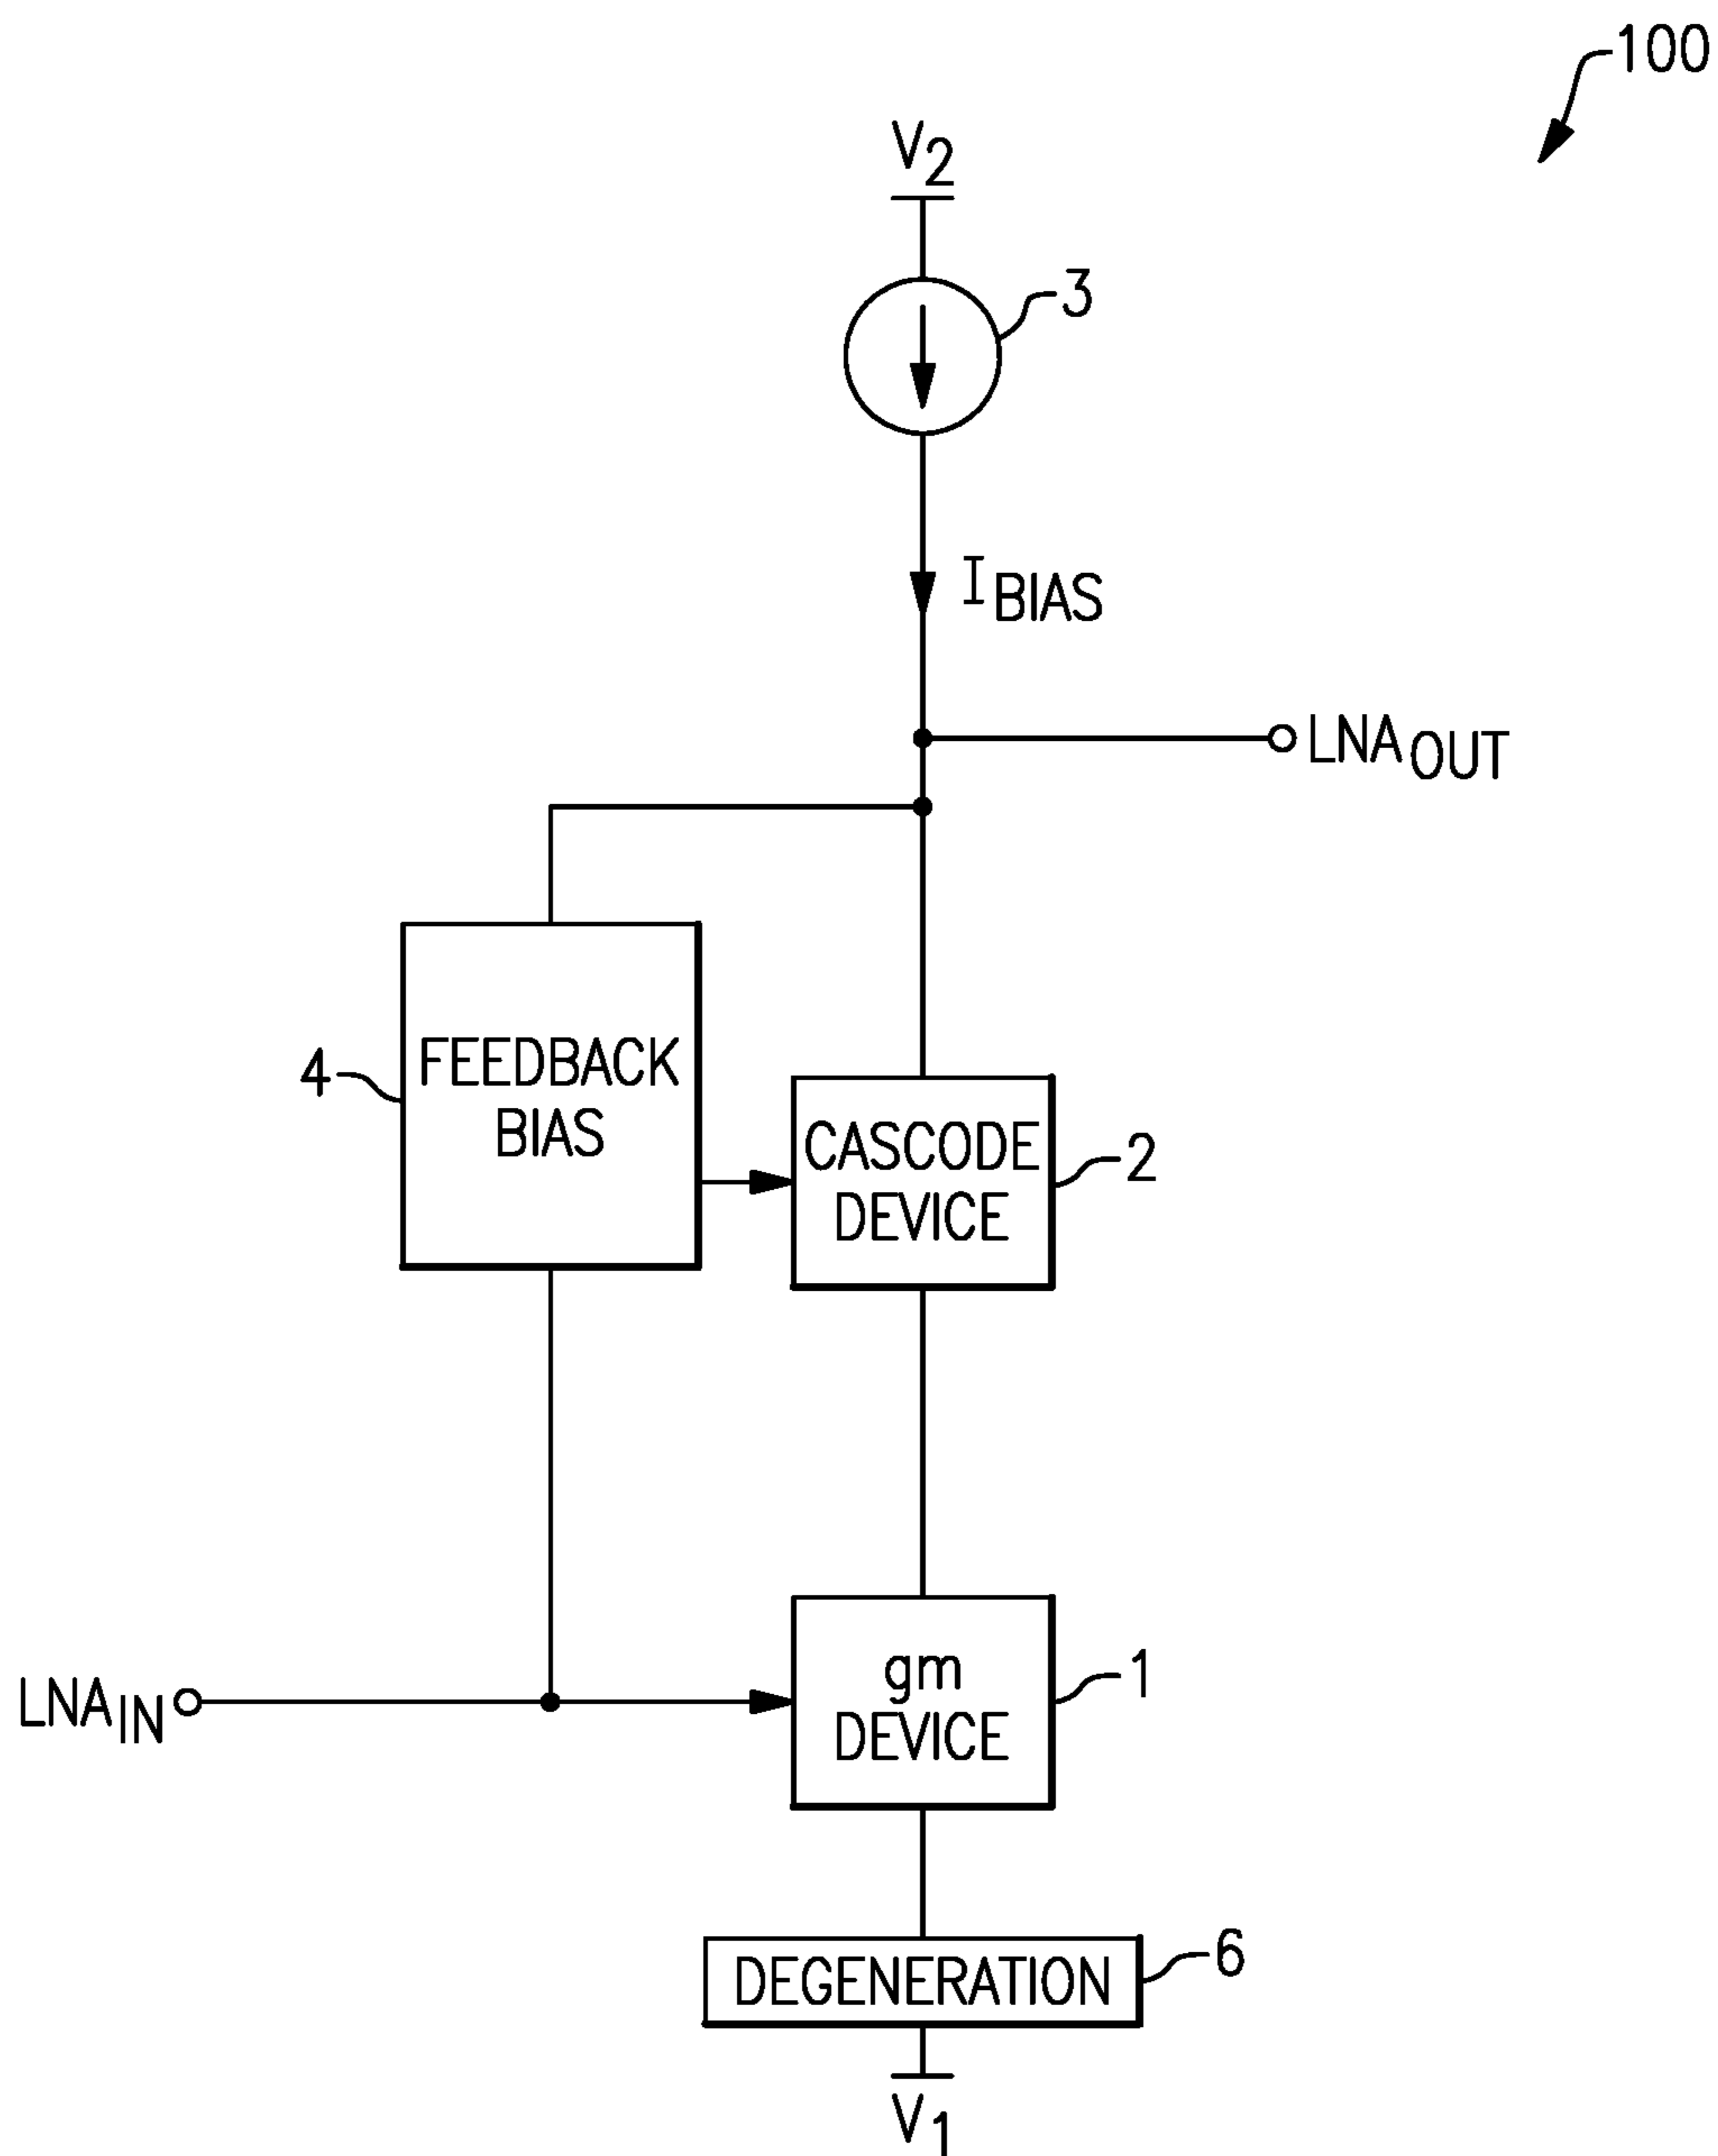 100
V2
3
IBIAS
LNAOUT
FEEDBACK
BIAS
4
CASCODE
DEVICE
2
gm
DEVICE
1
LNAIN
DEGENERATION
6
V1